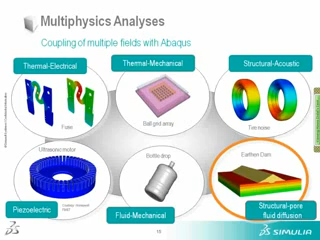 Multiphysics Analyses
Coupling of multiple fields with Abaqus
Thermal-Electrical
Thermal-Mechanical
Structural-Acoustic
Fuse
Ball grid array
Tire noise
Ultrasonic motor
Bottle drop
Earthen Dam
Piezoelectric
Fluid-Mechanical
Structural-pore
fluid diffusion
15
SIMULIA